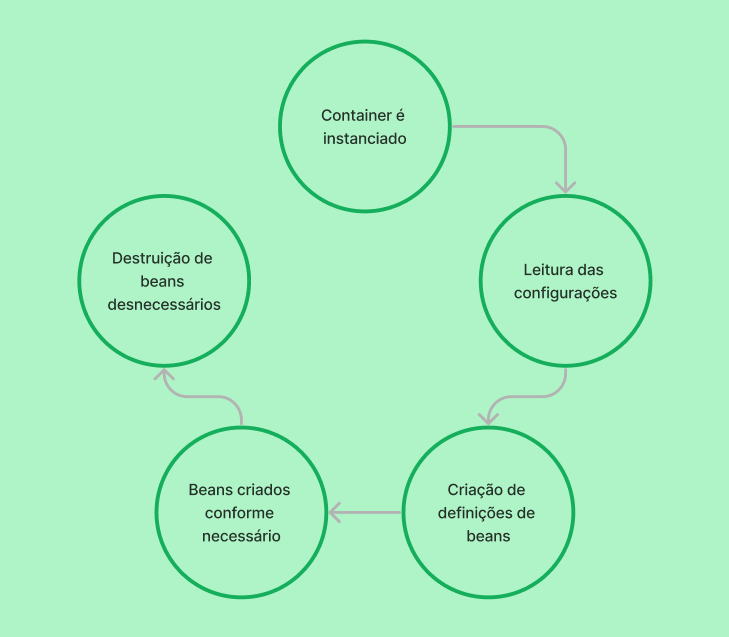 Container é
instanciado
Leitura das
configurações
Criação de
definições de
beans
Beans criados
conforme
necessário
Destruição de
beans
desnecessários